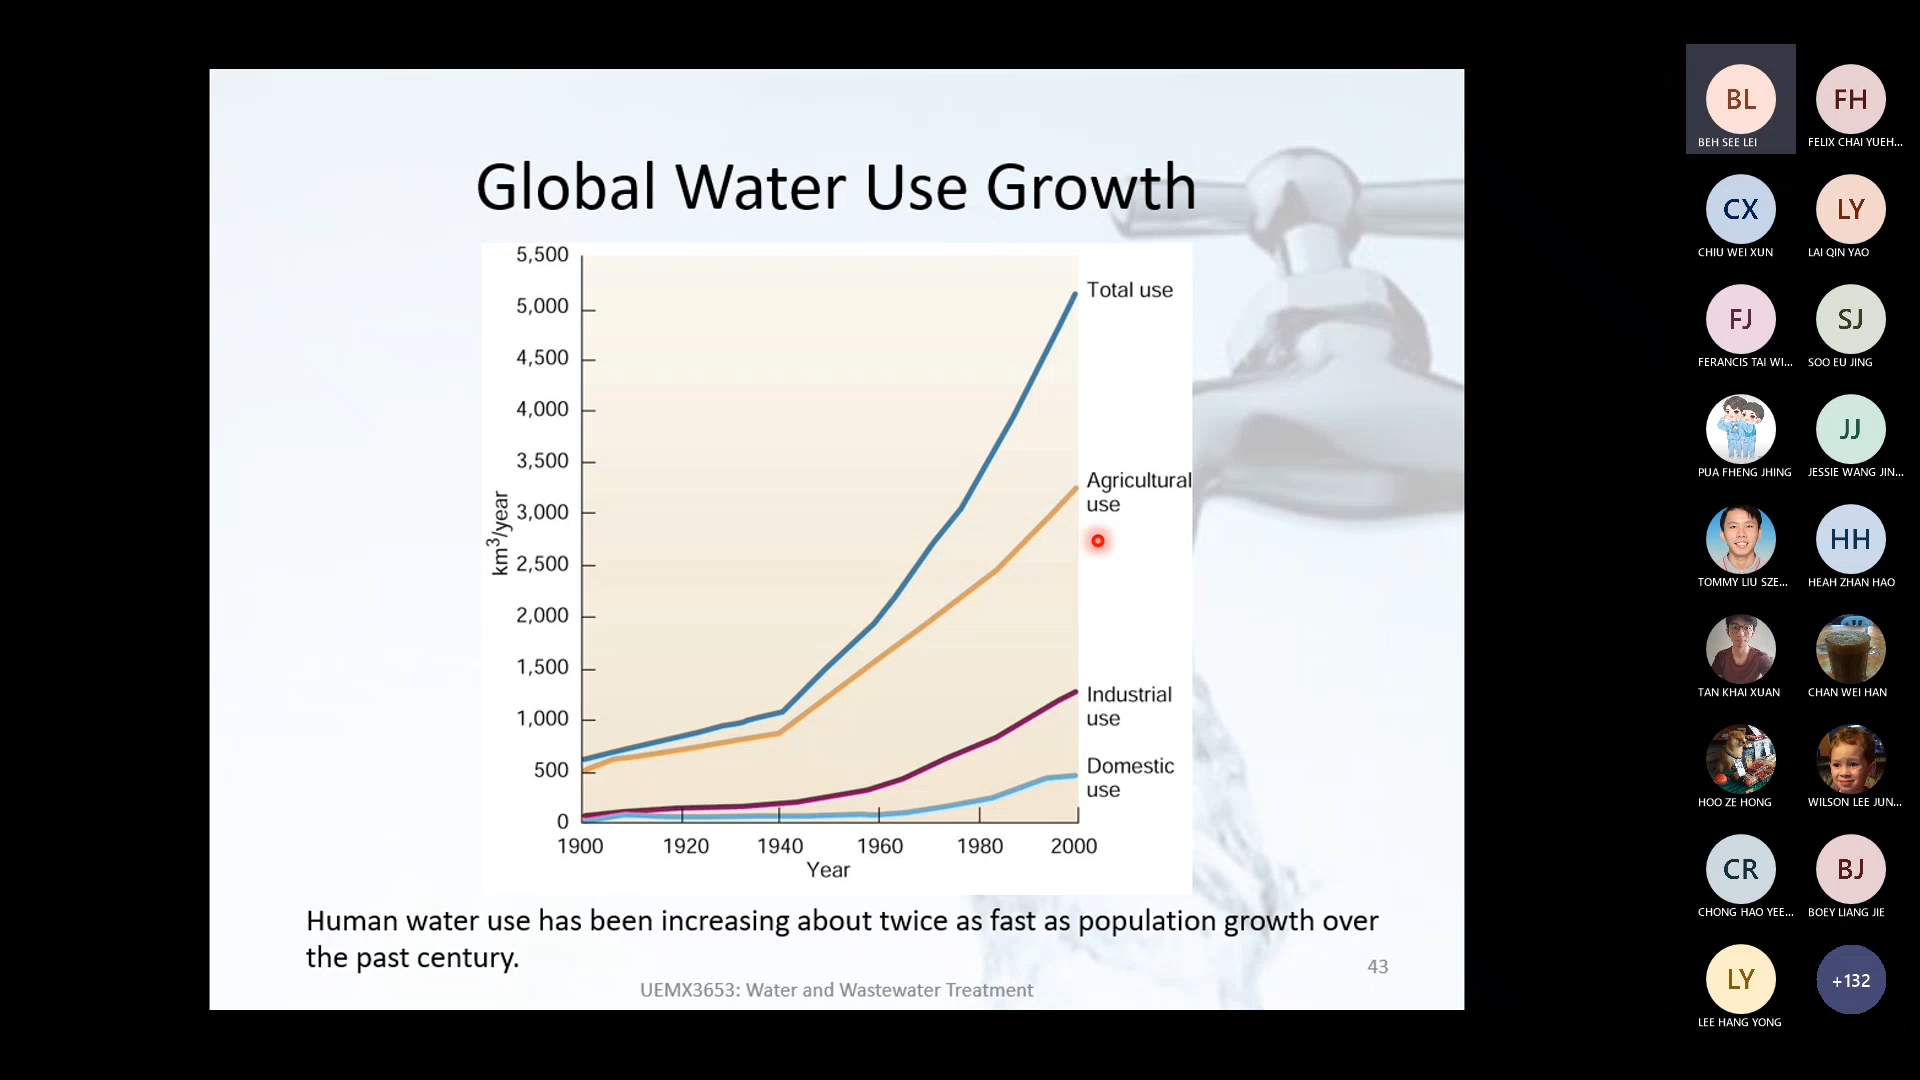 Global Water Use Growth
5,500
5,000
4,500
4,000
3,500
3,000
2,500
2,000
1,500
1,000
500
0
km³/year
Total use
Agricultural
use
Industrial
use
Domestic
use
1900 1920 1940 1960 1980 2000
Year
Human water use has been increasing about twice as fast as population growth over
the past century.
43
UEMX3653: Water and Wastewater Treatment
BL FH
BEH SEE LEI FELIX CHAI YUEH...
CX LY
CHIU WEI XUN LAI QIN YAO
FJ SJ
FERANCIS TAI WI... SOO EU JING
JJ
PUA FHENG JHING JESSIE WANG JIN...
HH
TOMMY LIU SZE... HEAH ZHAN HAO
TAN KHAI XUAN CHAN WEI HAN
HOO ZE HONG WILSON LEE JUN...
CR BJ
CHONG HAO YEE... BOEY LIANG JIE
LY +132
LEE HANG YONG